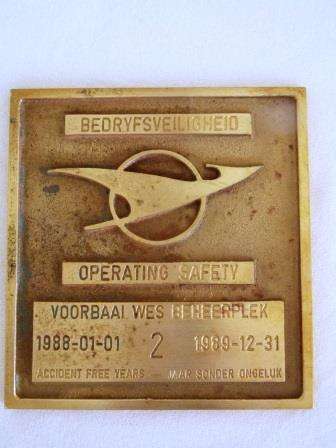 BEDRYFSVEILIGHEID
OPERATING SAFETY
VOORBAAI WES BEHEERPLEK
1988-01-01 2 1989-12-31
ACCIDENT FREE YEARS - JAAR SONDER ONGELUK